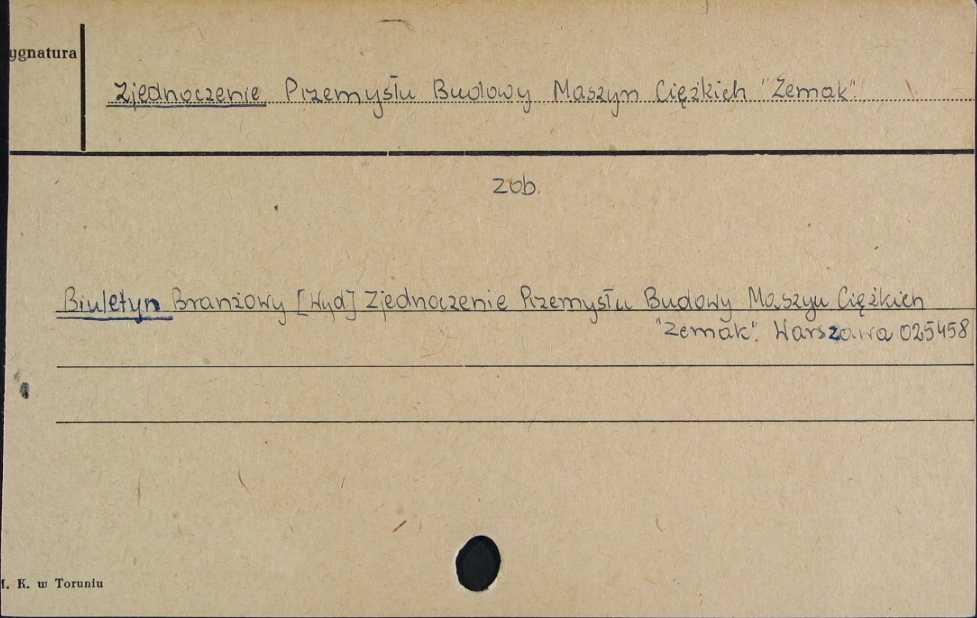 ygnatura
Zjednoczenie Przemysłu Budowy Maszyn Ciężkich "Zemak"
zob.
Biuletyn Branżowy [Wyd] Zjednoczenie Przemysłu Budowy Maszyn Ciężkich
"Zemak". Warszawa 025458
K. w Toruniu